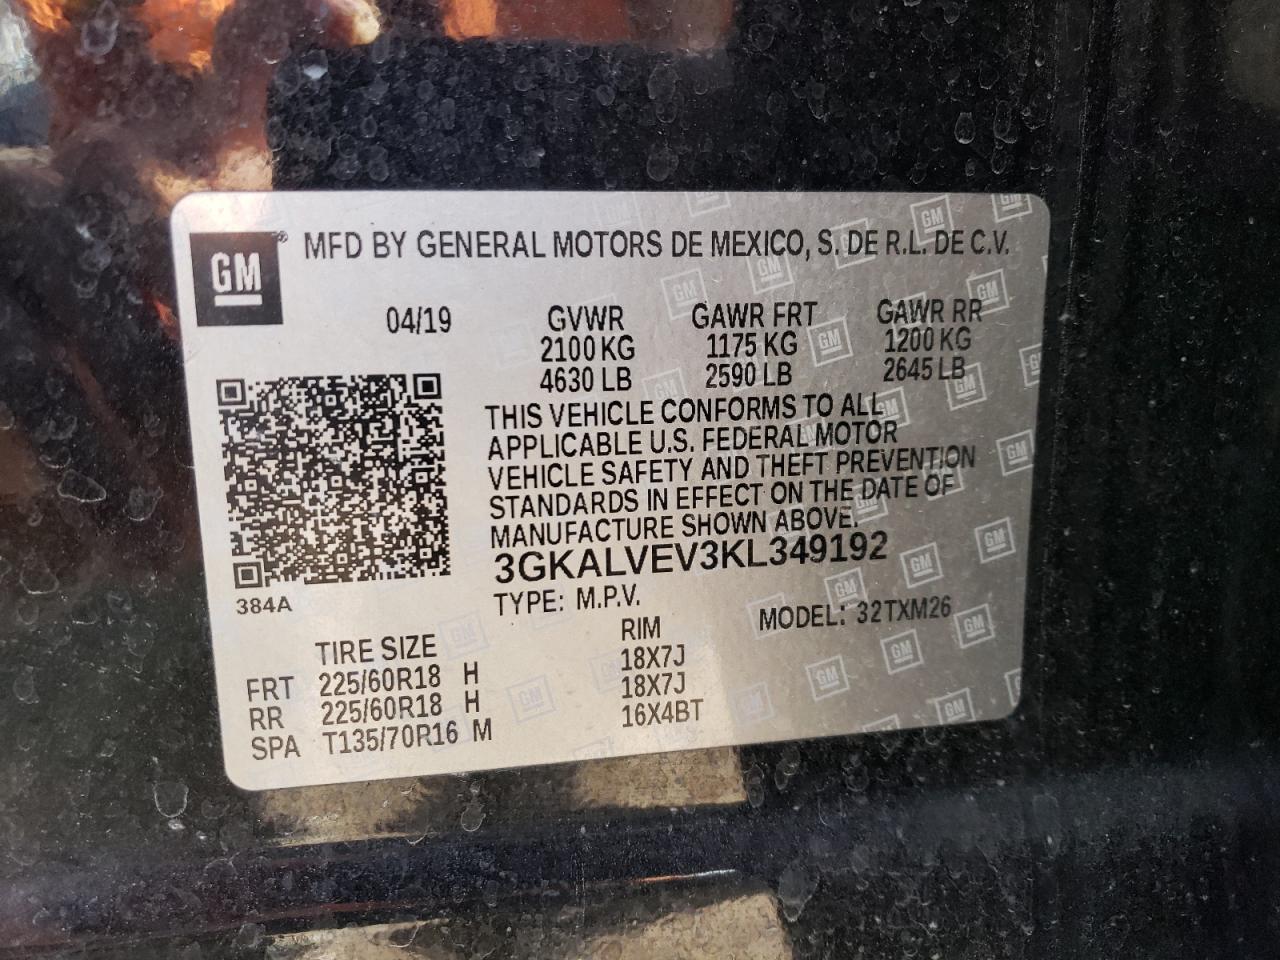 GM® MFD BY GENERAL MOTORS DE MEXICO, S. DE R.L. DE C.V.
04/19 GVWR GAWR FRT GAWR RR
2100 KG 1175 KG 1200 KG
4630 LB 2590 LB 2645 LB
THIS VEHICLE CONFORMS TO ALL
APPLICABLE U.S. FEDERAL MOTOR
VEHICLE SAFETY AND THEFT PREVENTION
STANDARDS IN EFFECT ON THE DATE OF
MANUFACTURE SHOWN ABOVE.
3GKALVEV3KL349192
384A
TYPE: M.P.V. MODEL: 32TXM26
TIRE SIZE RIM
FRT 225/60R18 H 18X7J
RR 225/60R18 H 18X7J
SPA T135/70R16 M 16X4BT